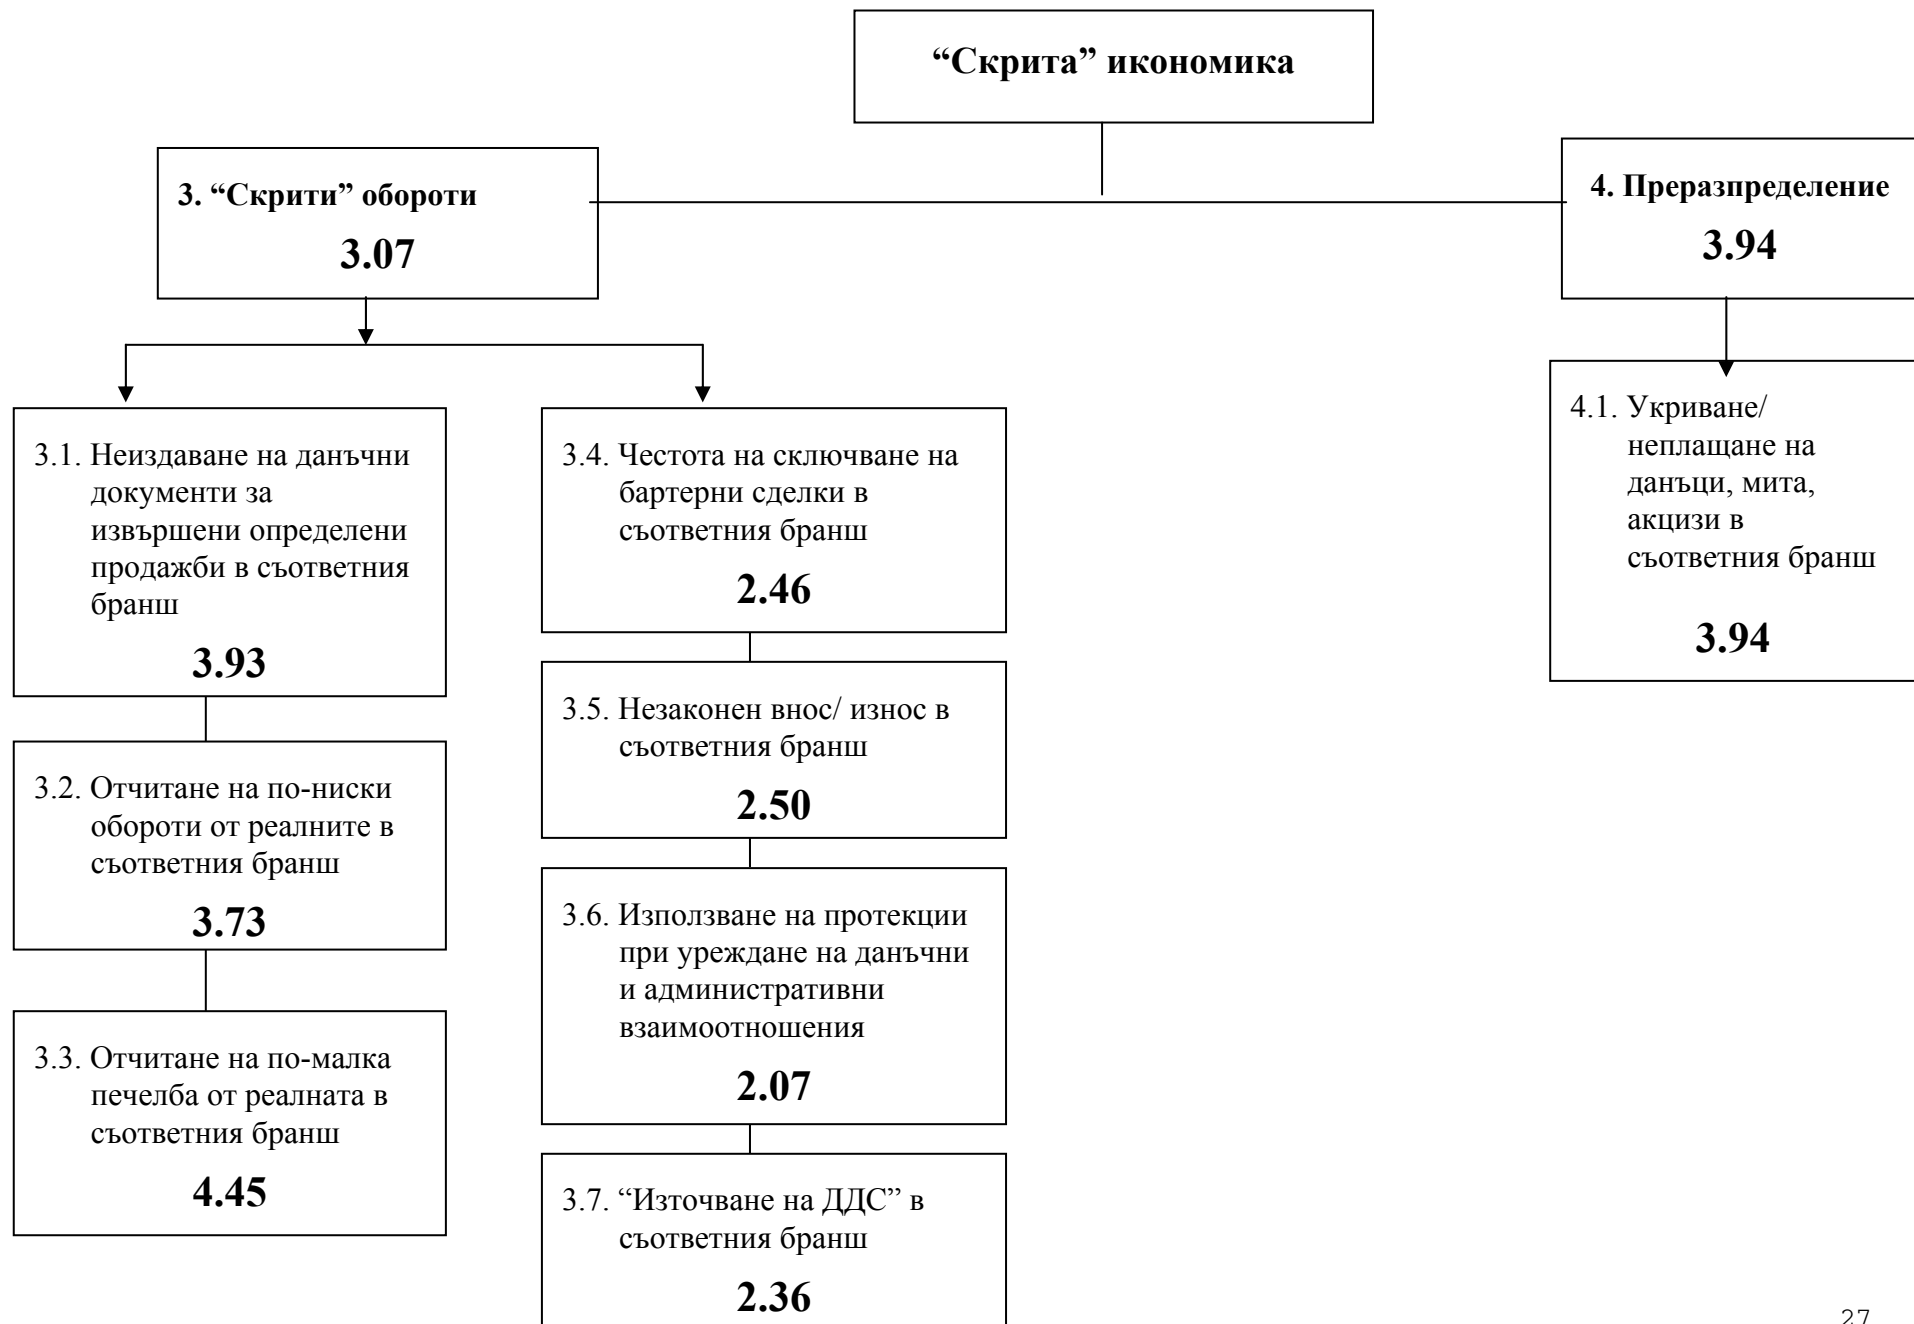 “Скрита” икономика
3. “Скрити” обороти
3.07
4. Преразпределение
3.94
3.1. Неиздаване на данъчни
документи за
извършени определени
продажби в съответния
бранш
3.93
3.2. Отчитане на по-ниски
обороти от реалните в
съответния бранш
3.73
3.3. Отчитане на по-малка
печелба от реалната в
съответния бранш
4.45
3.4. Честота на сключване на
бартерни сделки в
съответния бранш
2.46
3.5. Незаконен внос/ износ в
съответния бранш
2.50
3.6. Използване на протекции
при уреждане на данъчни
и административни
взаимоотношения
2.07
3.7. “Източване на ДДС” в
съответния бранш
2.36
4.1. Укриване/
неплащане на
данъци, мита,
акцизи в
съответния бранш
3.94
27